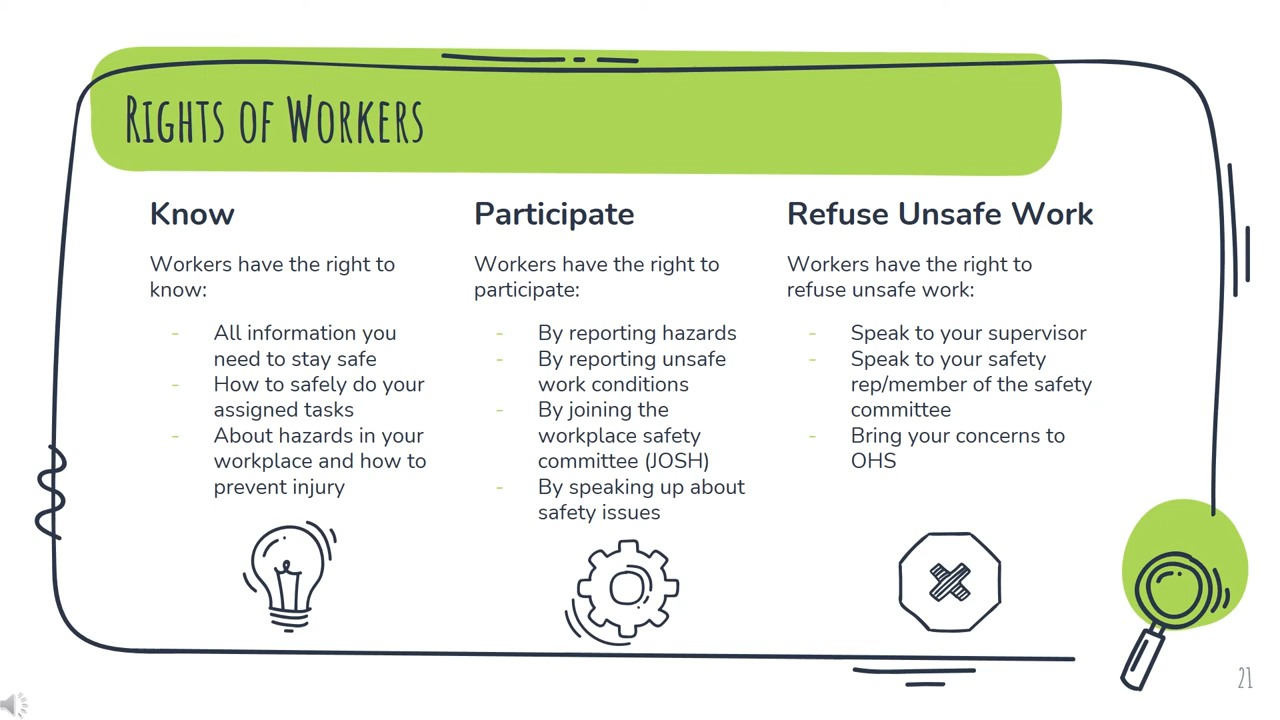 Rights of Workers
Know
Workers have the right to
know:
- All information you
need to stay safe
- How to safely do your
assigned tasks
- About hazards in your
workplace and how to
prevent injury
Participate
Workers have the right to
participate:
- By reporting hazards
- By reporting unsafe
work conditions
- By joining the
workplace safety
committee (JOSH)
- By speaking up about
safety issues
Refuse Unsafe Work
Workers have the right to
refuse unsafe work:
- Speak to your supervisor
- Speak to your safety
rep/member of the safety
committee
- Bring your concerns to
OHS
21